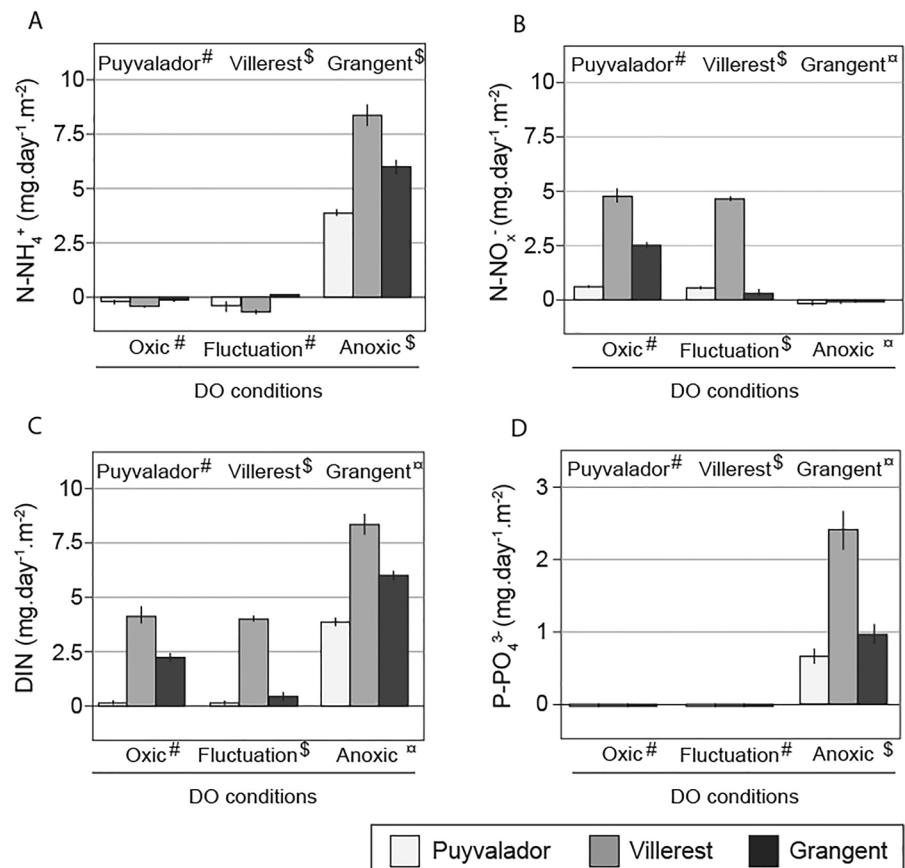 A
Puyvalador# Villerest$ Grangent$
10
7.5
5
2.5
0
N-NH4+ (mg.day-1.m-2)
Oxic # Fluctuation # Anoxic $
DO conditions
B
Puyvalador# Villerest$ Grangent¤
10
7.5
5
2.5
0
N-NOx- (mg.day-1.m-2)
Oxic # Fluctuation $ Anoxic ¤
DO conditions
C
Puyvalador# Villerest$ Grangent¤
10
7.5
5
2.5
0
DIN (mg.day-1.m-2)
Oxic # Fluctuation $ Anoxic ¤
DO conditions
D
Puyvalador# Villerest$ Grangent¤
3
2
1
0
P-PO4 3- (mg.day-1.m-2)
Oxic # Fluctuation # Anoxic $
DO conditions
Puyvalador Villerest Grangent